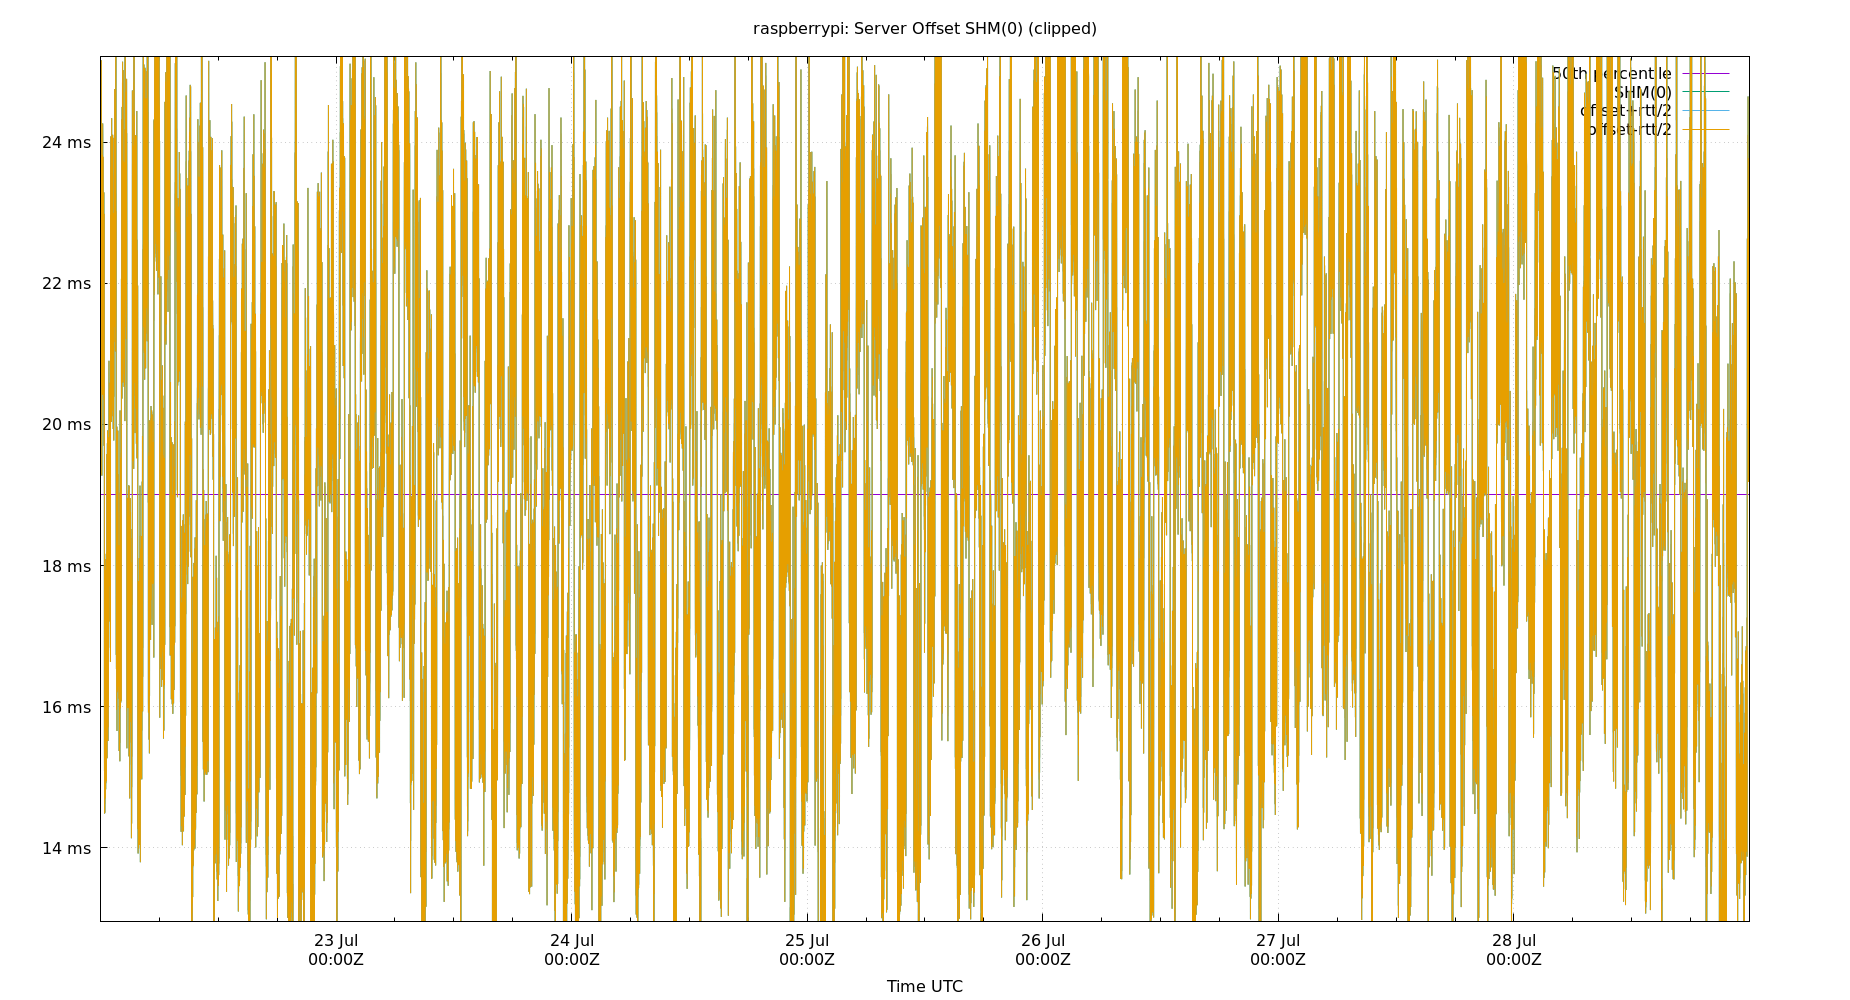 raspberrypi: Server Offset SHM(0) (clipped)
50th percentile
SHM(0)
offset+rtt/2
offset-rtt/2
24 ms
22 ms
20 ms
18 ms
16 ms
14 ms
23 Jul 24 Jul 25 Jul 26 Jul 27 Jul 28 Jul
00:00Z 00:00Z 00:00Z 00:00Z 00:00Z 00:00Z
Time UTC